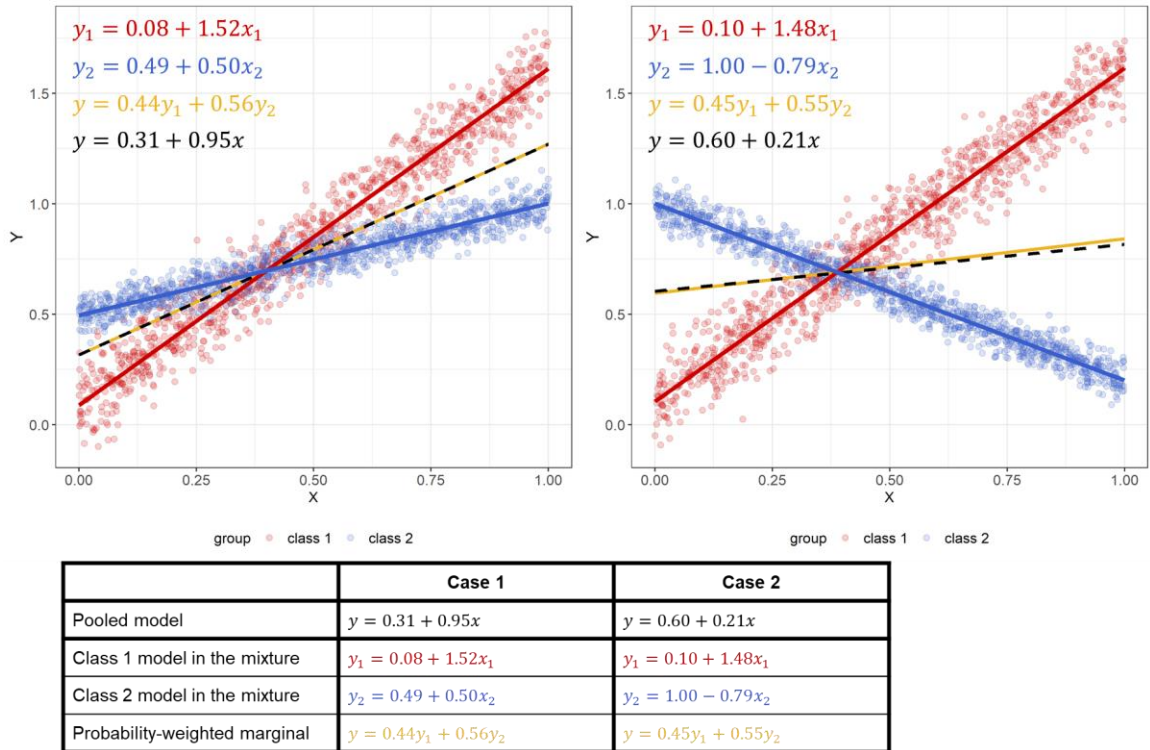 y₁ = 0.08 + 1.52x₁
y₂ = 0.49 + 0.50x₂
y = 0.44y₁ + 0.56y₂
y = 0.31 + 0.95x
Y
1.5
1.0
0.5
0.0
0.00 0.25 0.50 0.75 1.00
X
group class 1 class 2
y₁ = 0.10 + 1.48x₁
y₂ = 1.00 − 0.79x₂
y = 0.45y₁ + 0.55y₂
y = 0.60 + 0.21x
Y
1.5
1.0
0.5
0.0
0.00 0.25 0.50 0.75 1.00
X
group class 1 class 2
Case 1 Case 2
Pooled model y = 0.31 + 0.95x y = 0.60 + 0.21x
Class 1 model in the mixture y₁ = 0.08 + 1.52x₁ y₁ = 0.10 + 1.48x₁
Class 2 model in the mixture y₂ = 0.49 + 0.50x₂ y₂ = 1.00 − 0.79x₂
Probability-weighted marginal y = 0.44y₁ + 0.56y₂ y = 0.45y₁ + 0.55y₂